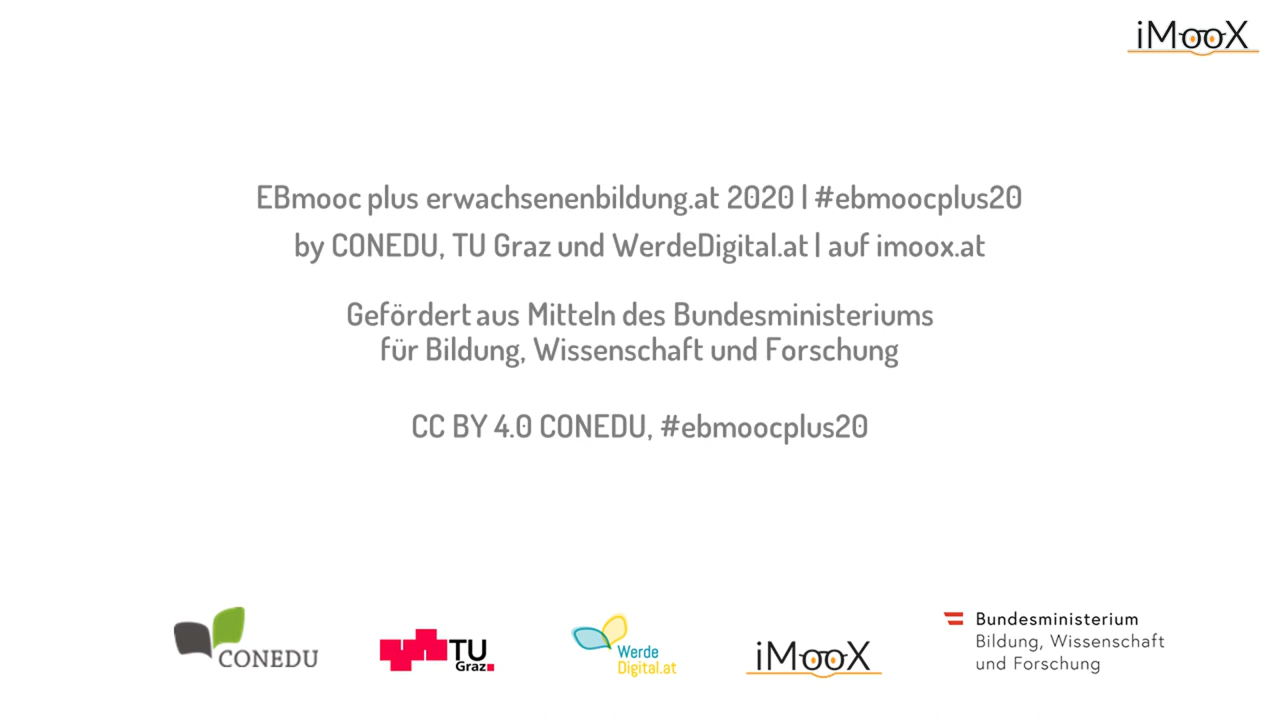 iMooX
EBmooc plus erwachsenenbildung.at 2020 | #ebmoocplus20
by CONEDU, TU Graz und WerdeDigital.at | auf imoox.at
Gefördert aus Mitteln des Bundesministeriums
für Bildung, Wissenschaft und Forschung
CC BY 4.0 CONEDU, #ebmoocplus20
CONEDU
TU
Graz
Werde
Digital.at
iMooX
Bundesministerium
Bildung, Wissenschaft
und Forschung